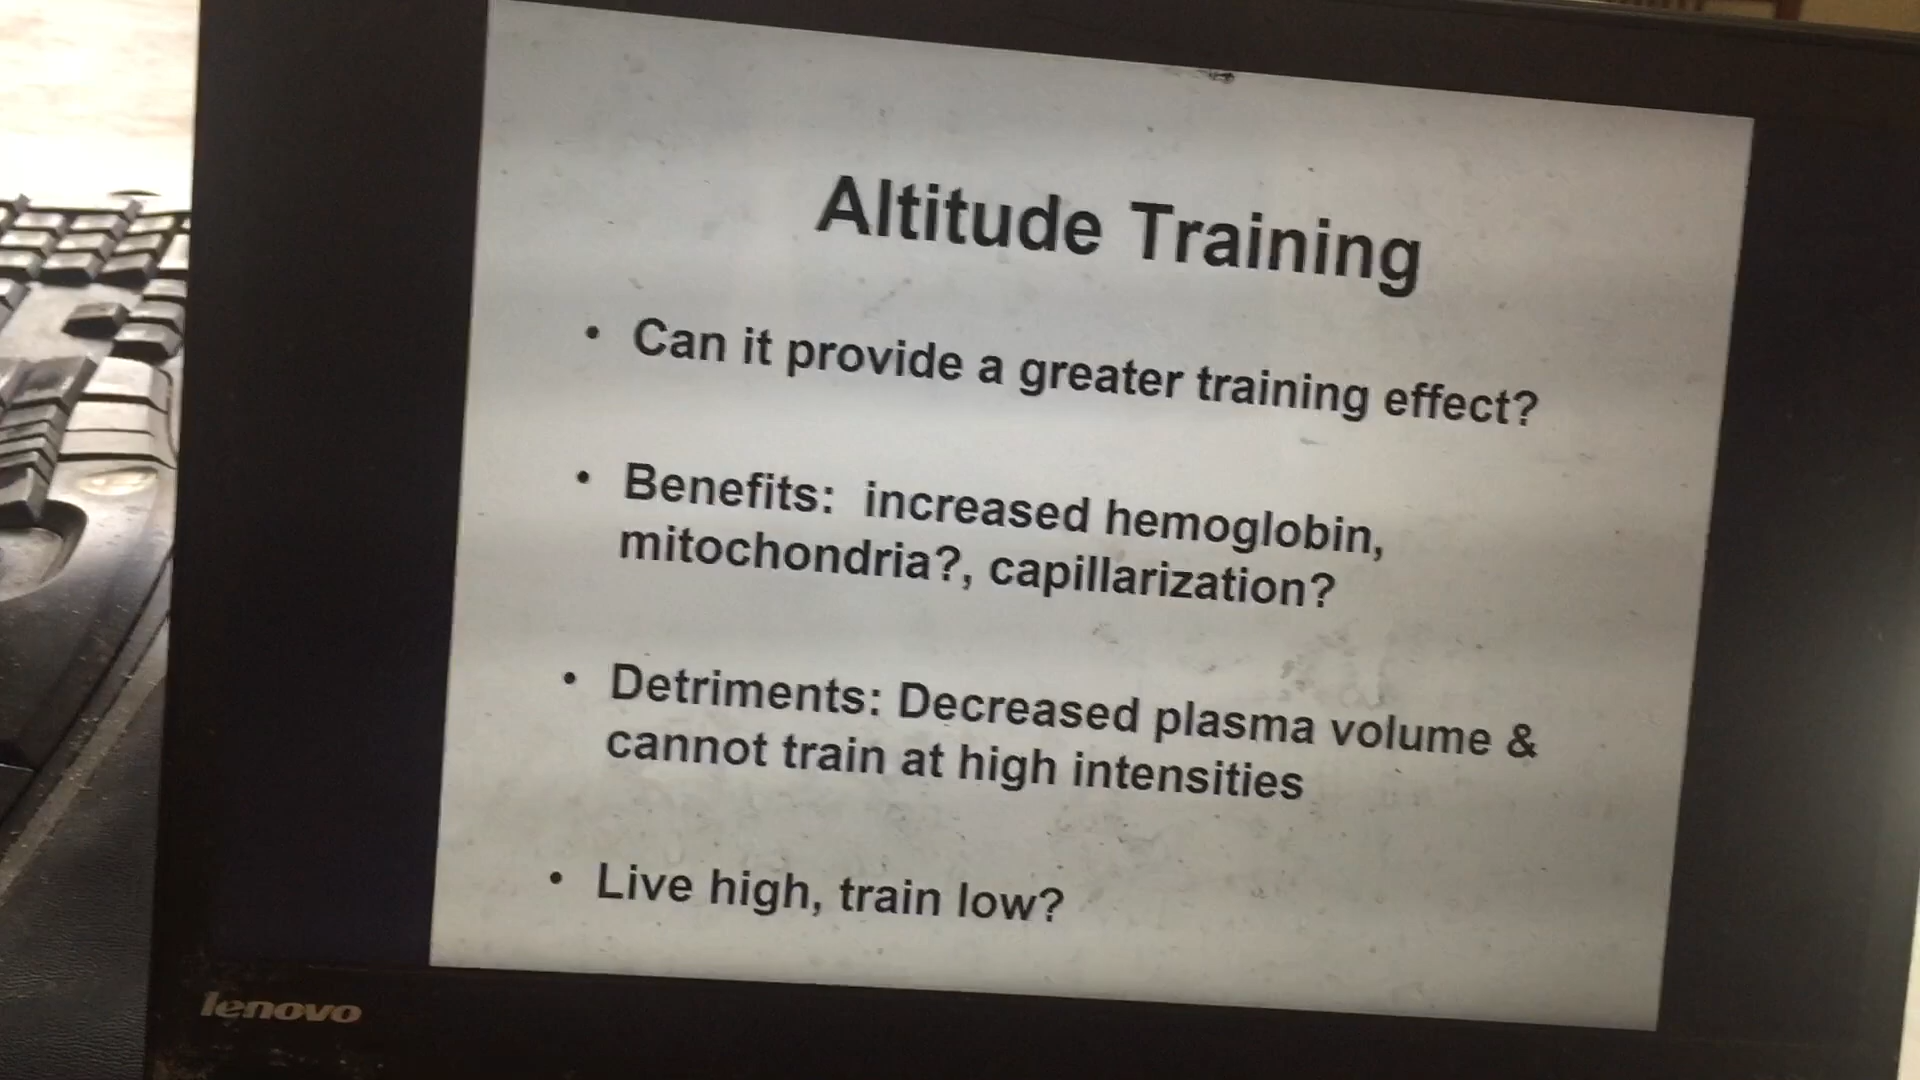 Altitude Training
• Can it provide a greater training effect?
• Benefits:  increased hemoglobin,
mitochondria?, capillarization?
• Detriments: Decreased plasma volume &
cannot train at high intensities
• Live high, train low?
lenovo